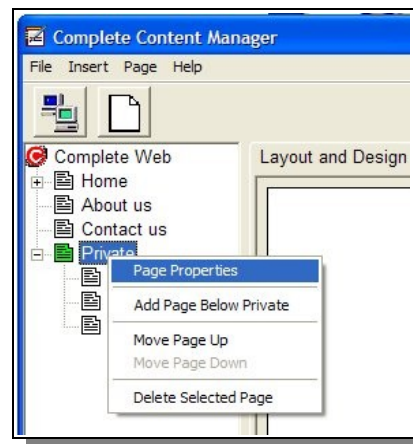 Complete Content Manager
File Insert Page Help
Complete Web
Layout and Design
Home
About us
Contact us
Private
Page Properties
Add Page Below Private
Move Page Up
Move Page Down
Delete Selected Page